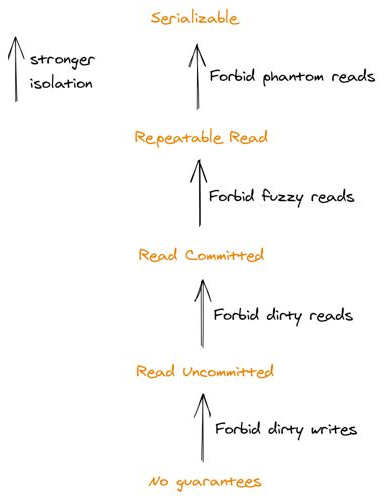 Serializable
stronger
isolation
Forbid phantom reads
Repeatable Read
Forbid fuzzy reads
Read Committed
Forbid dirty reads
Read Uncommitted
Forbid dirty writes
No guarantees